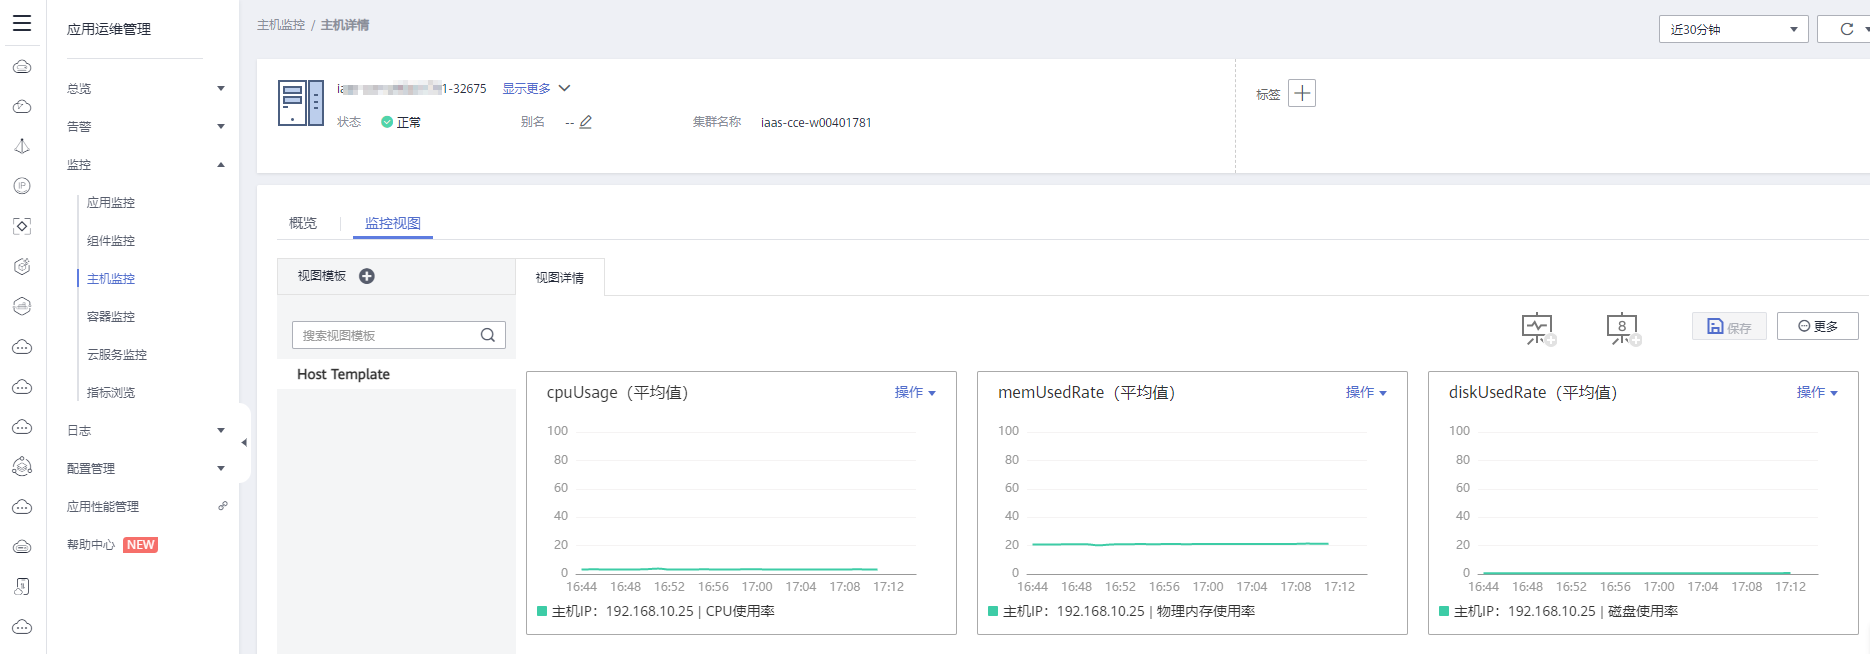 应用运维管理
总览
告警
监控
应用监控
组件监控
主机监控
容器监控
云服务监控
指标浏览
日志
配置管理
应用性能管理
帮助中心 NEW
主机监控 / 主机详情
近30分钟
1-32675 显示更多
状态 正常 别名 -- 集群名称 iaas-cce-w00401781
标签
概览 监控视图
视图模板
视图详情
搜索视图模板
Host Template
8
保存
更多
cpuUsage（平均值） 操作
100
80
60
40
20
0
16:44 16:48 16:52 16:56 17:00 17:04 17:08 17:12
主机IP：192.168.10.25 | CPU使用率
memUsedRate（平均值） 操作
100
80
60
40
20
0
16:44 16:48 16:52 16:56 17:00 17:04 17:08 17:12
主机IP：192.168.10.25 | 物理内存使用率
diskUsedRate（平均值） 操作
100
80
60
40
20
0
16:44 16:48 16:52 16:56 17:00 17:04 17:08 17:12
主机IP：192.168.10.25 | 磁盘使用率